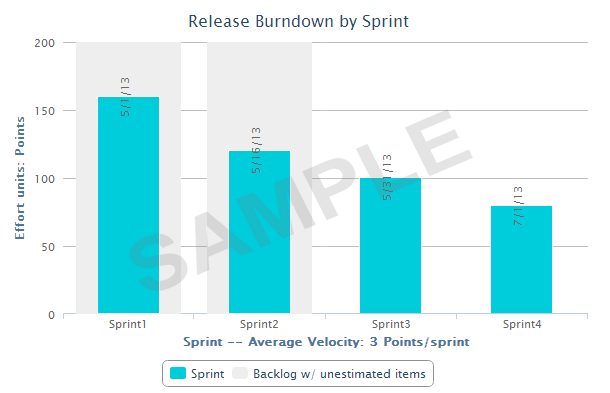 Release Burndown by Sprint
Effort units: Points
200
150
100
50
0
5/1/13
5/16/13
5/31/13
7/1/13
SAMPLE
Sprint1 Sprint2 Sprint3 Sprint4
Sprint -- Average Velocity: 3 Points/sprint
Sprint Backlog w/ unestimated items